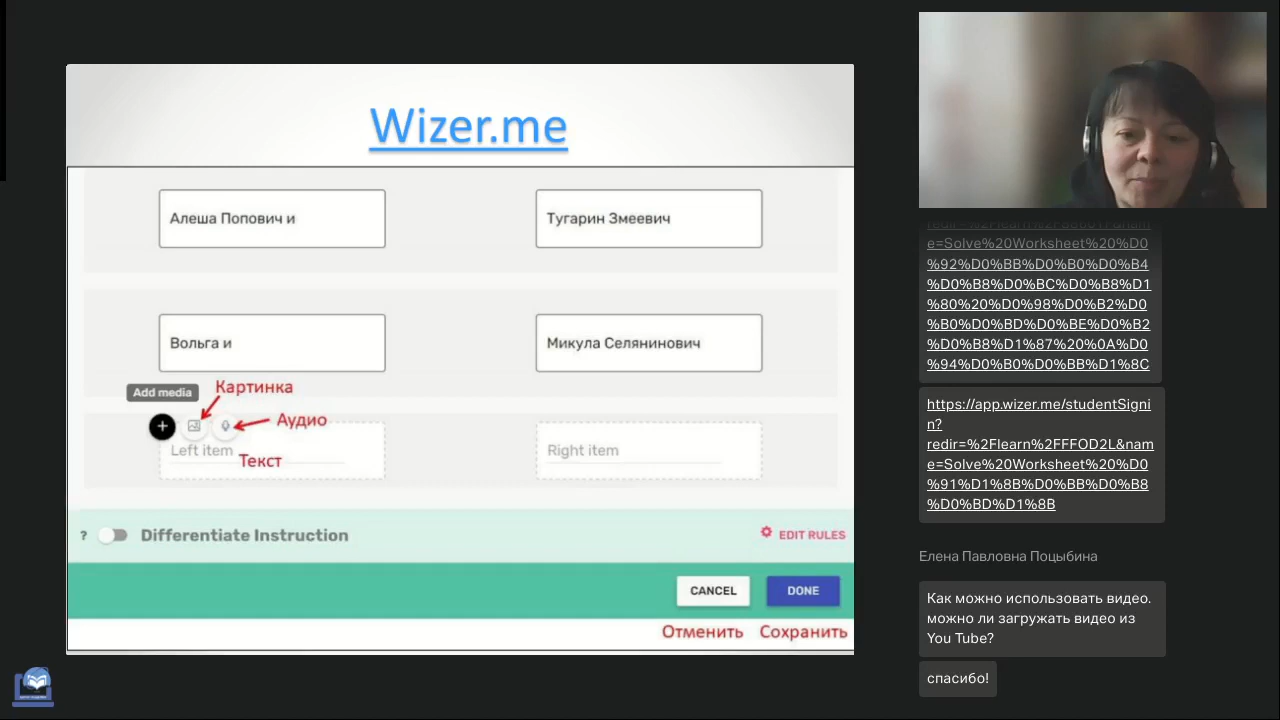 Wizer.me
Алеша Попович и
Тугарин Змеевич
Вольга и
Микула Селянинович
Add media
Картинка
Аудио
Left item
Текст
Right item
? Differentiate Instruction
EDIT RULES
CANCEL
DONE
Отменить
Сохранить
e=Solve%20Worksheet%20%D0
%92%D0%BB%D0%B0%D0%B4
%D0%B8%D0%BC%D0%B8%D1
%80%20%D0%98%D0%B2%D0
%B0%D0%BD%D0%BE%D0%B2
%D0%B8%D1%87%20%0A%D0
%94%D0%B0%D0%BB%D1%8C
https://app.wizer.me/studentSigni
n?
redir=%2Flearn%2FFFOD2L&nam
e=Solve%20Worksheet%20%D0
%91%D1%8B%D0%BB%D0%B8
%D0%BD%D1%8B
Елена Павловна Поцыбина
Как можно использовать видео.
можно ли загружать видео из
You Tube?
спасибо!